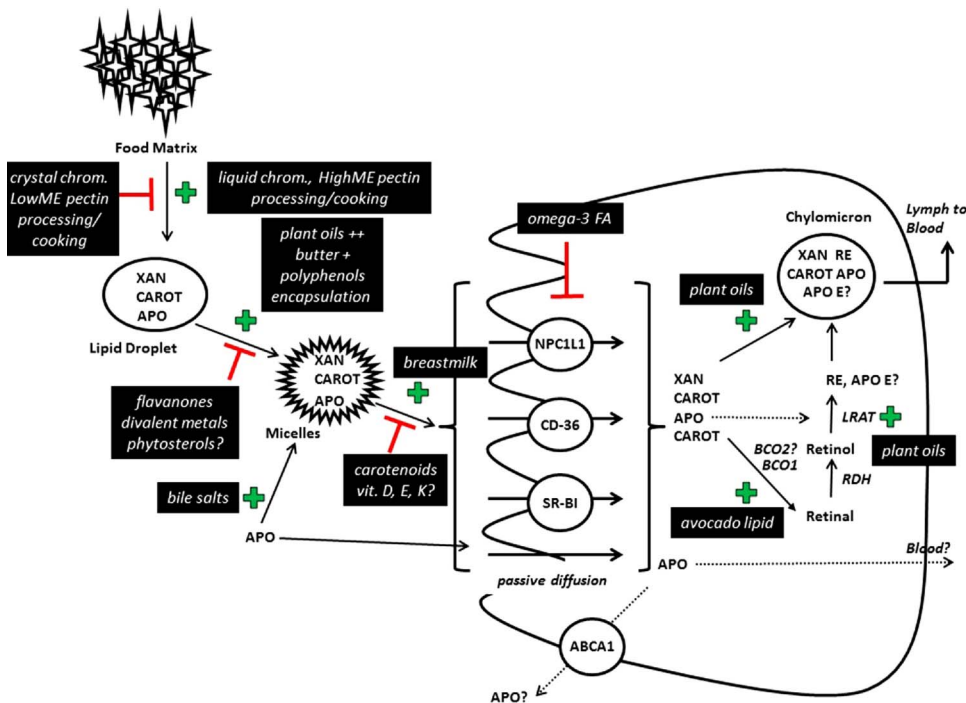 Food Matrix
crystal chrom.
LowME pectin
processing/
cooking
liquid chrom., HighME pectin
processing/cooking
plant oils ++
butter +
polyphenols
encapsulation
XAN
CAROT
APO
Lipid Droplet
flavanones
divalent metals
phytosterols?
XAN
CAROT
APO
Micelles
bile salts
APO
breastmilk
carotenoids
vit. D, E, K?
omega-3 FA
NPC1L1
CD-36
SR-BI
passive diffusion
ABCA1
APO?
XAN
CAROT
APO
CAROT
plant oils
Chylomicron
XAN RE
CAROT APO
APO E?
Lymph to
Blood
RE, APO E?
LRAT
plant oils
Retinol
RDH
BCO2?
BCO1
avocado lipid
Retinal
APO
Blood?